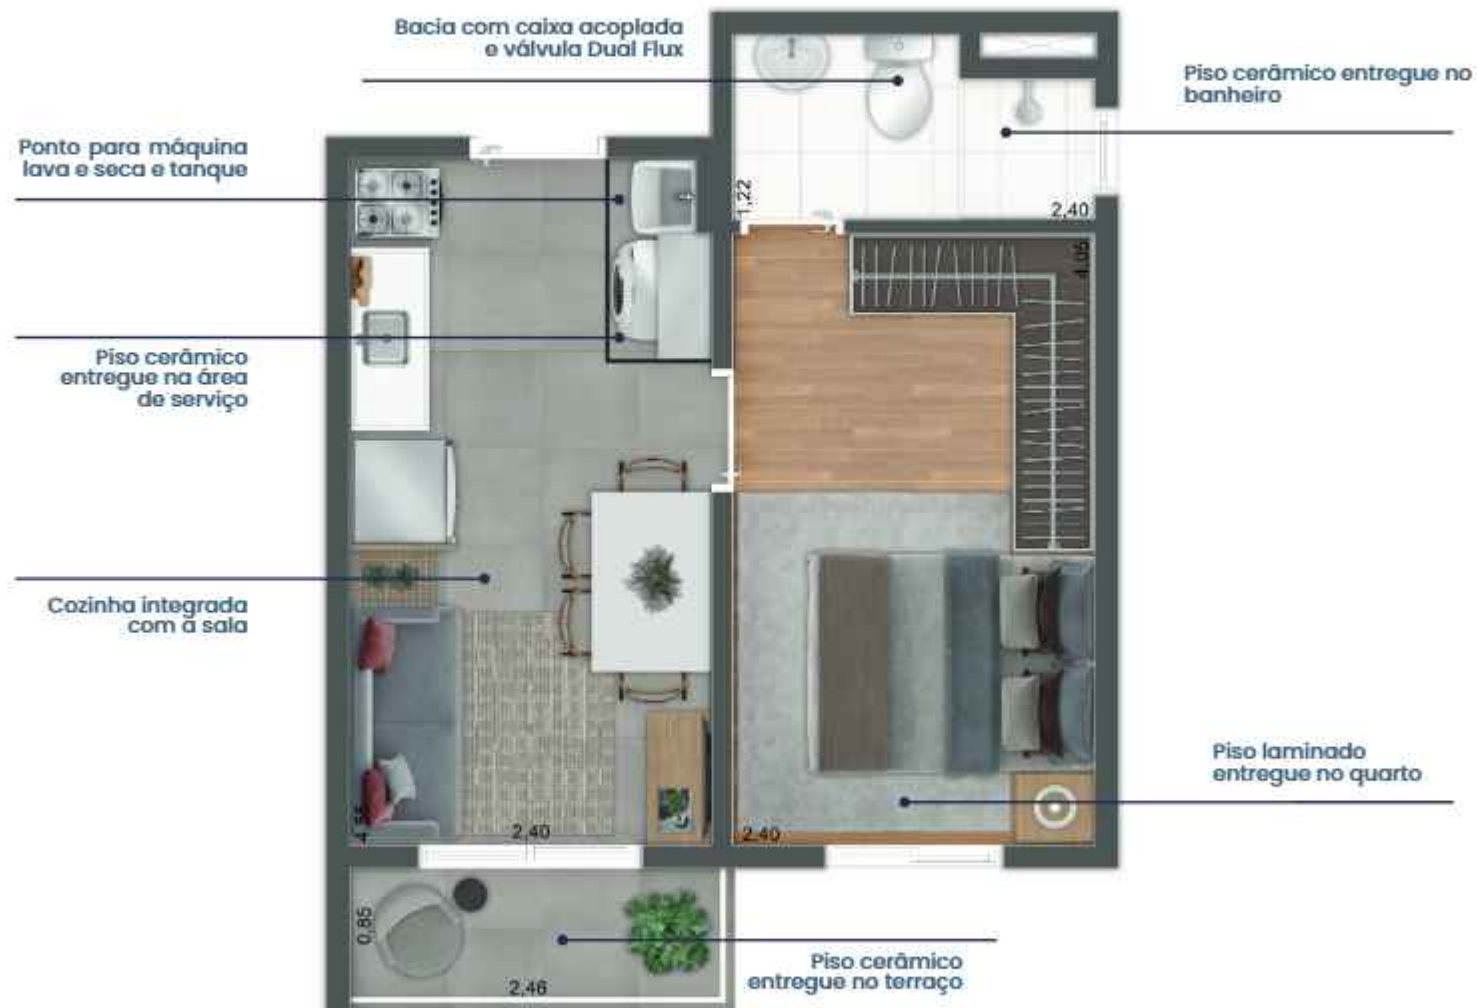 Bacia com caixa acoplada
e válvula Dual Flux
Piso cerâmico entregue no
banheiro
Ponto para máquina
lava e seca e tanque
1,22
2,40
4,05
Piso cerâmico
entregue na área
de serviço
Cozinha integrada
com a sala
Piso laminado
entregue no quarto
4,55
2,40
2,40
0,85
2,46
Piso cerâmico
entregue no terraço